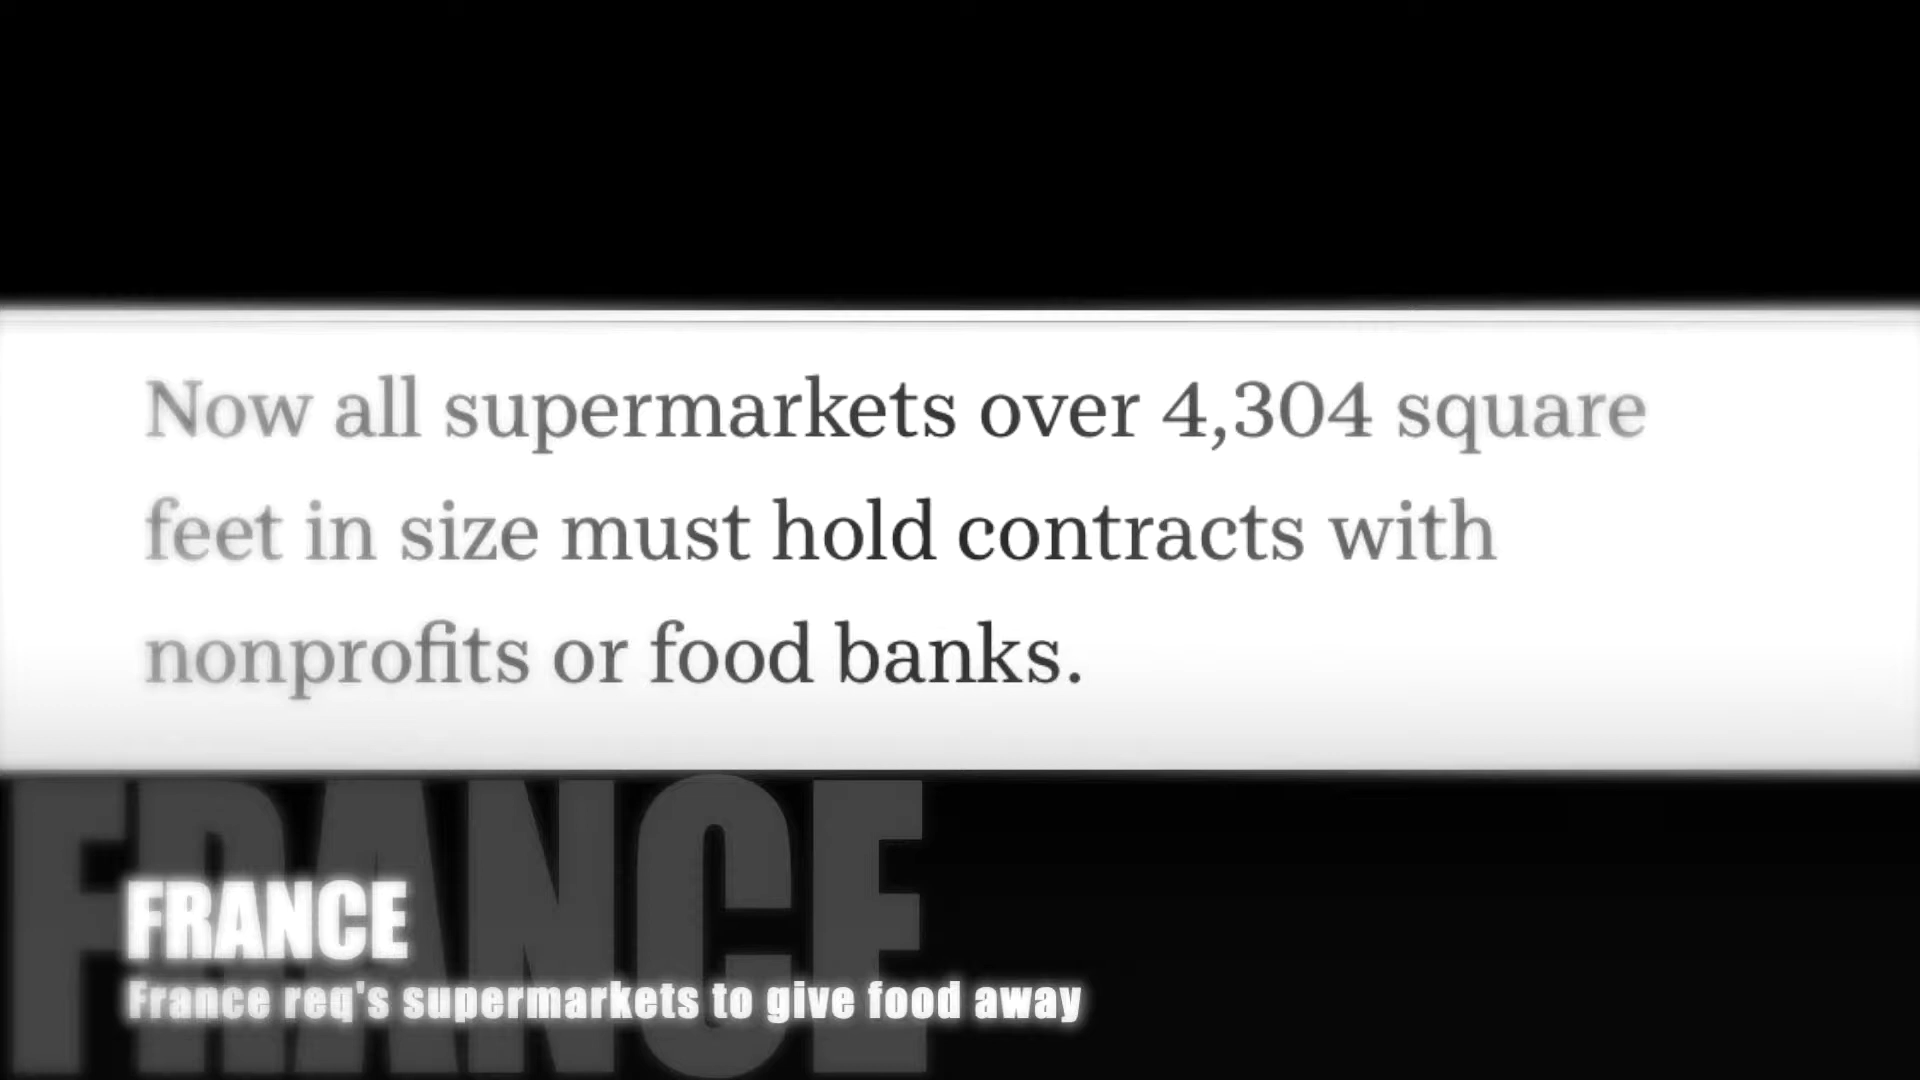 Now all supermarkets over 4,304 square
feet in size must hold contracts with
nonprofits or food banks.
FRANCE
FRANCE
France req's supermarkets to give food away